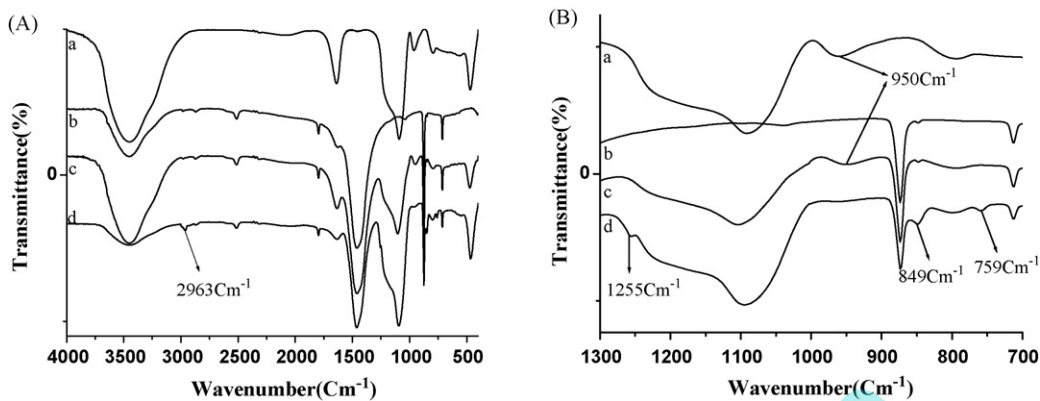 (A)
a
b
0
c
d
2963Cm-1
Transmittance(%)
4000 3500 3000 2500 2000 1500 1000 500
Wavenumber(Cm-1)
(B)
a
950Cm-1
b
0
c
d
1255Cm-1
849Cm-1
759Cm-1
Transmittance(%)
1300 1200 1100 1000 900 800 700
Wavenumber(Cm-1)